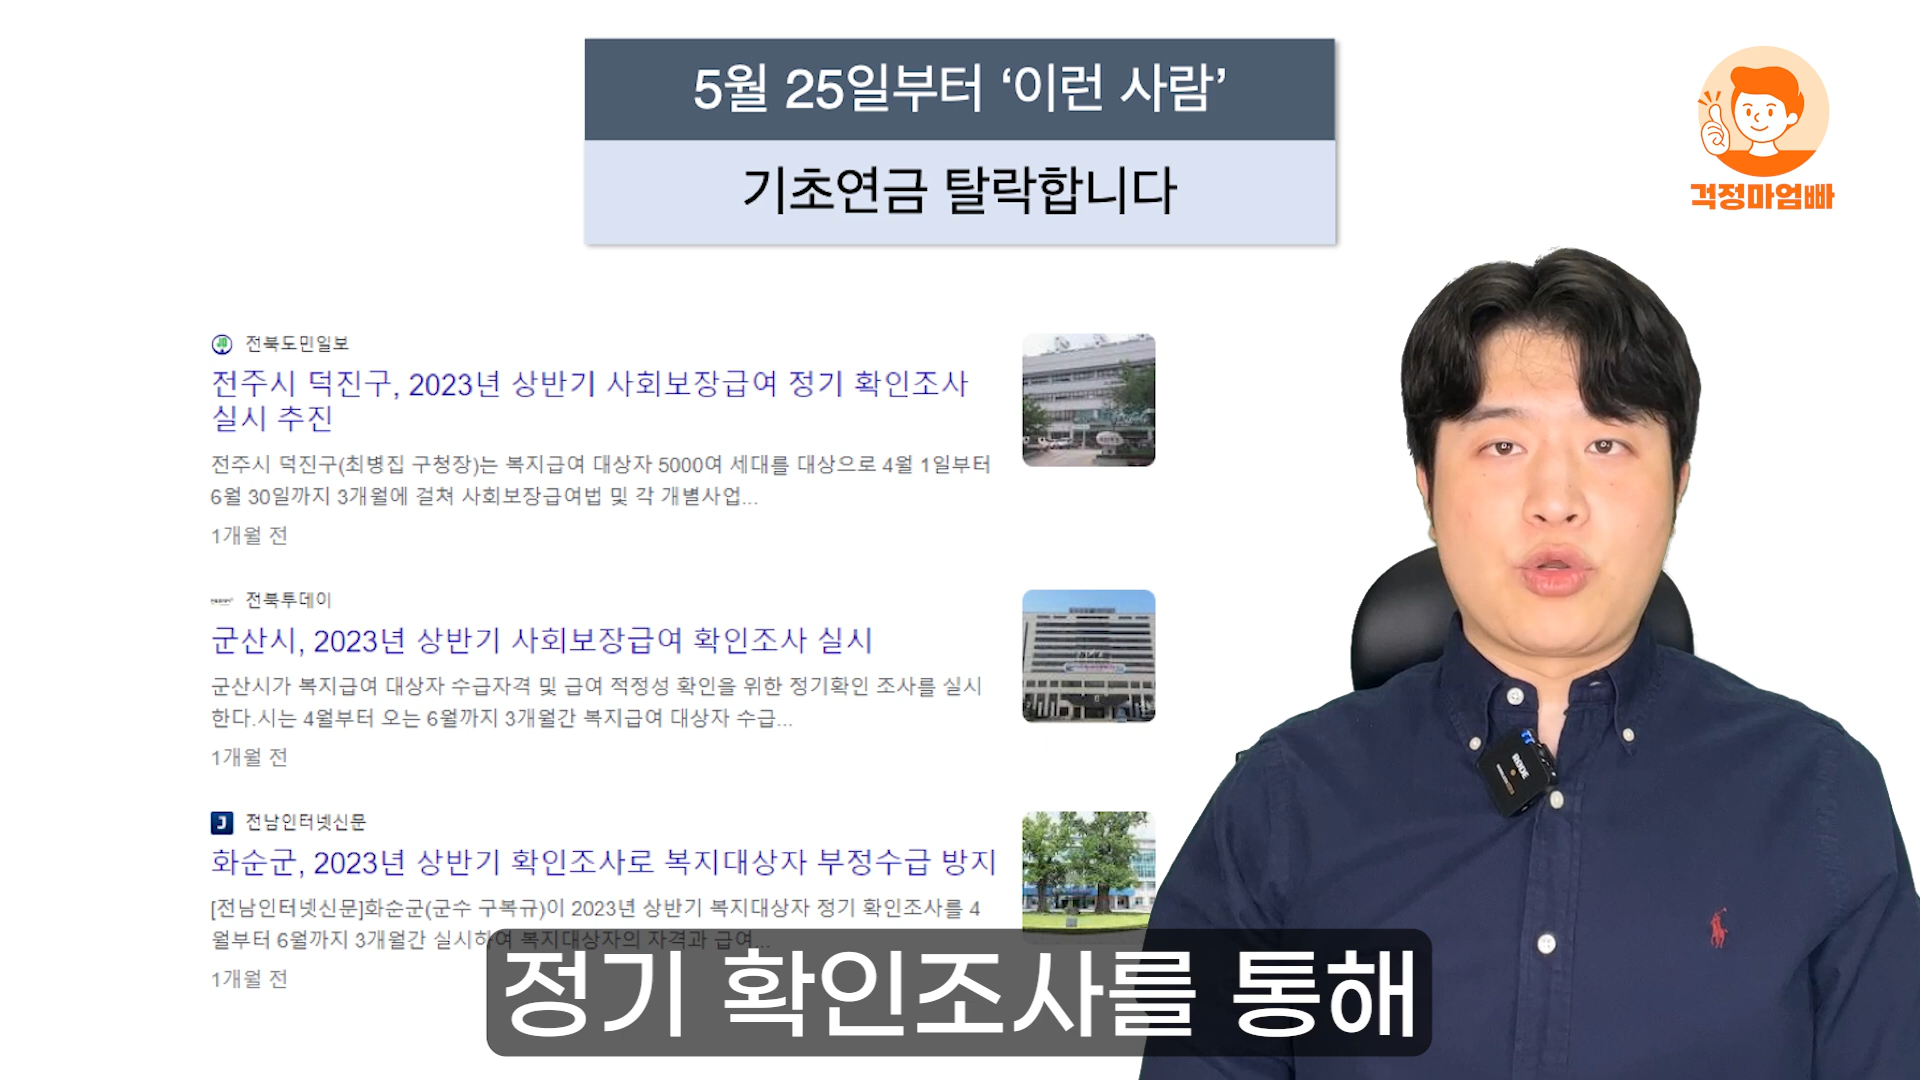 5월 25일부터 ‘이런 사람’
기초연금 탈락합니다
걱정마엄빠
전북도민일보
전주시 덕진구, 2023년 상반기 사회보장급여 정기 확인조사
실시 추진
전주시 덕진구(최병집 구청장)는 복지급여 대상자 5000여 세대를 대상으로 4월 1일부터
6월 30일까지 3개월에 걸쳐 사회보장급여법 및 각 개별사업...
1개월 전
전북투데이
군산시, 2023년 상반기 사회보장급여 확인조사 실시
군산시가 복지급여 대상자 수급자격 및 급여 적정성 확인을 위한 정기확인 조사를 실시
한다.시는 4월부터 오는 6월까지 3개월간 복지급여 대상자 수급...
1개월 전
J 전남인터넷신문
화순군, 2023년 상반기 확인조사로 복지대상자 부정수급 방지
[전남인터넷신문]화순군(군수 구복규)이 2023년 상반기 복지대상자 정기 확인조사를 4
월부터 6월까지 3개월간 실시하여 복지대상자의 자격과 급여...
1개월 전
RODE
정기 확인조사를 통해